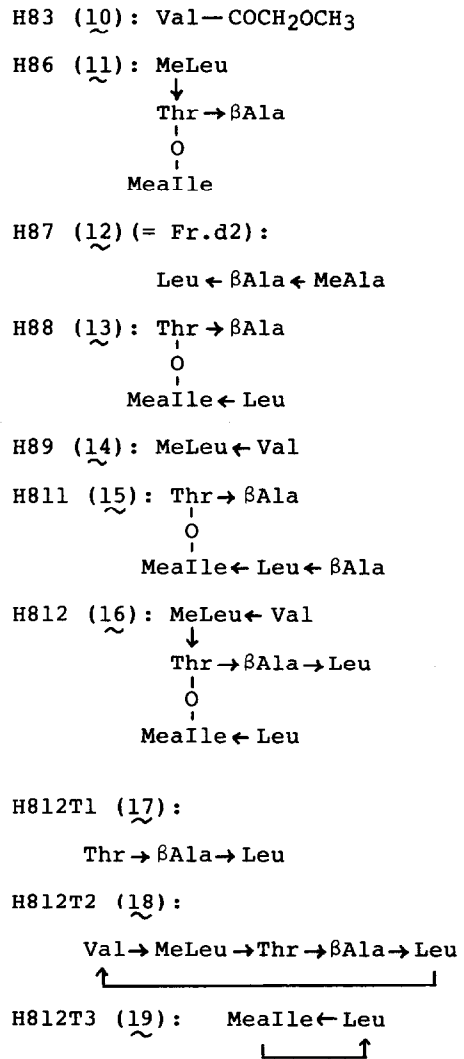 H83 (10): Val—COCH₂OCH₃
H86 (11): MeLeu
↓
Thr→βAla
O
MeaIle
H87 (12)(= Fr.d2):
Leu←βAla←MeAla
H88 (13): Thr→βAla
O
MeaIle←Leu
H89 (14): MeLeu←Val
H811 (15): Thr→βAla
O
MeaIle←Leu←βAla
H812 (16): MeLeu←Val
↓
Thr→βAla→Leu
O
MeaIle←Leu
H812T1 (17):
Thr→βAla→Leu
H812T2 (18):
Val→MeLeu→Thr→βAla→Leu
H812T3 (19): MeaIle←Leu